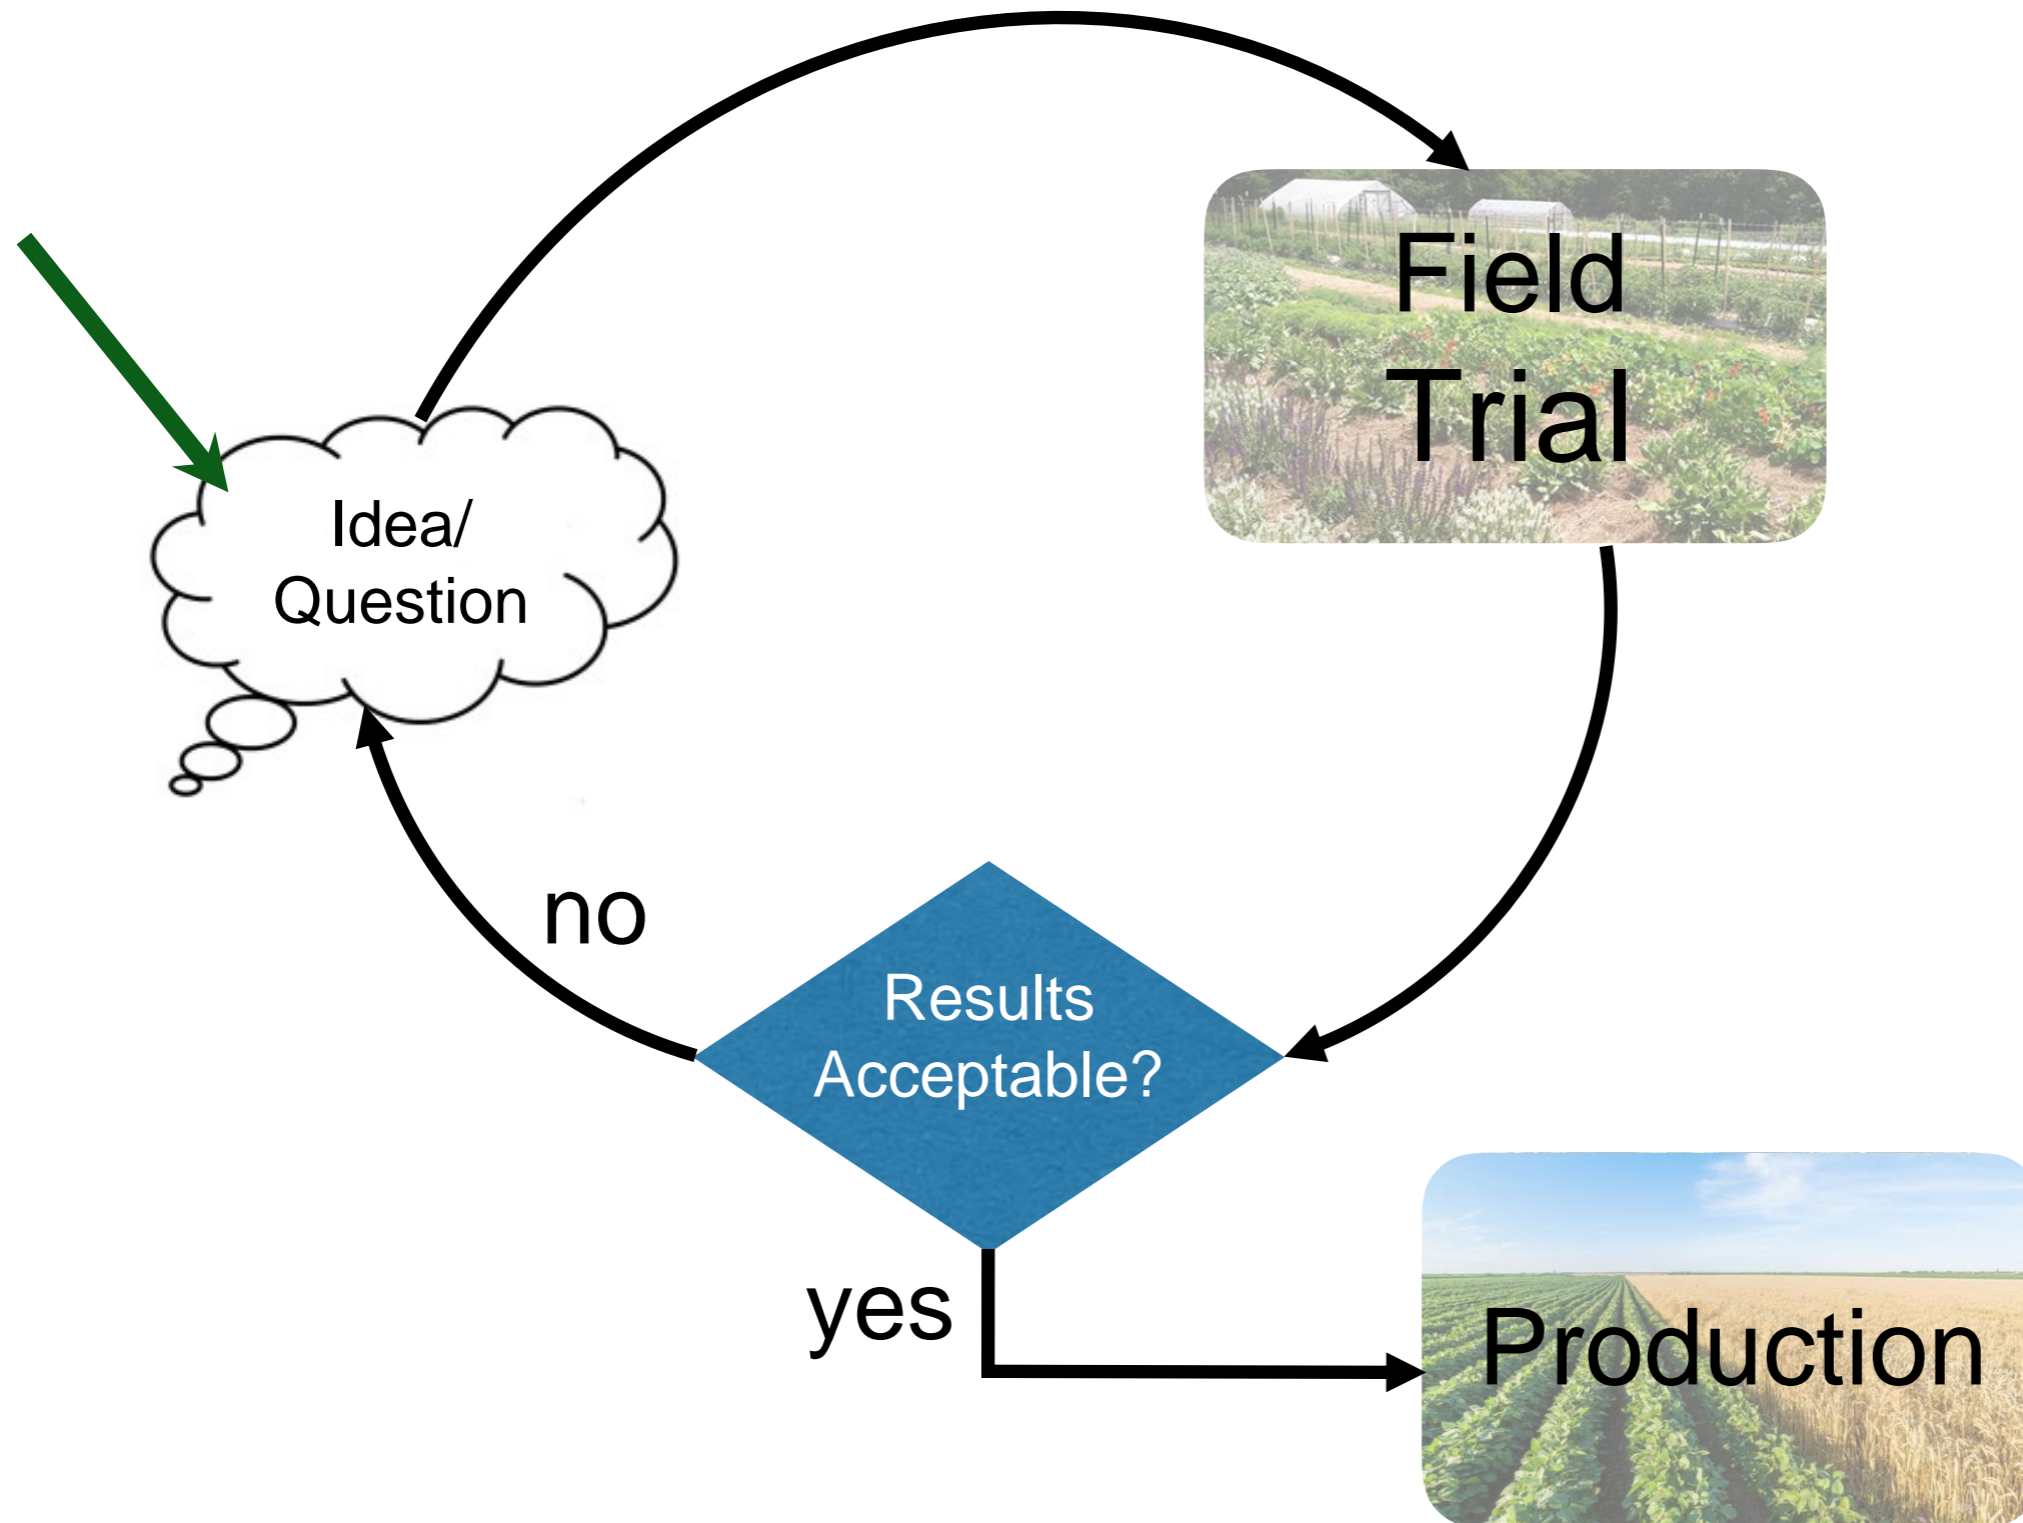 Idea/
Question
Field
Trial
Results
Acceptable?
no
yes
Production